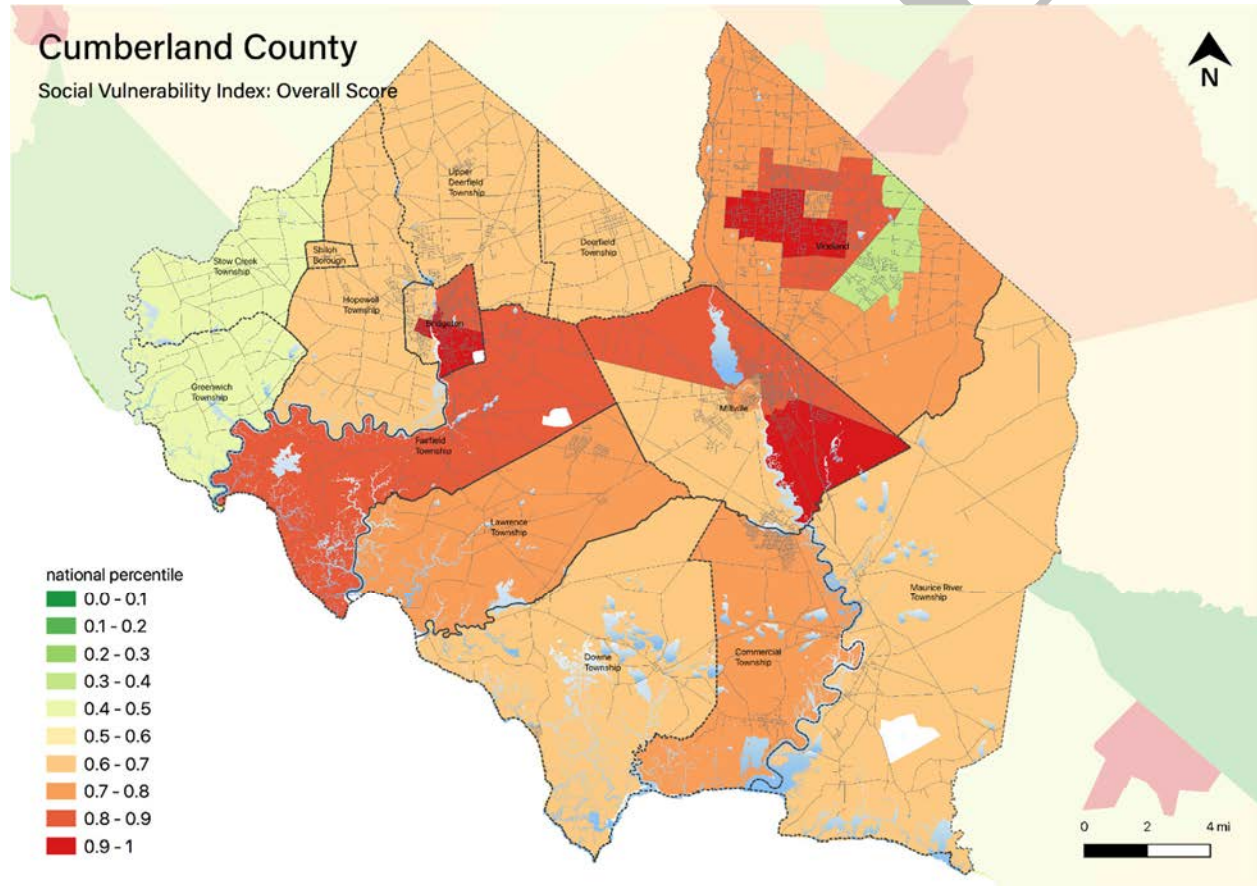 Cumberland County
Social Vulnerability Index: Overall Score
N
Upper
Deerfield
Township
Deerfield
Township
Vineland
Stow Creek
Township
Shiloh
Borough
Hopewell
Township
Bridgeton
Greenwich
Township
Millville
Fairfield
Township
Lawrence
Township
Maurice River
Township
Downe
Township
Commercial
Township
national percentile
0.0 - 0.1
0.1 - 0.2
0.2 - 0.3
0.3 - 0.4
0.4 - 0.5
0.5 - 0.6
0.6 - 0.7
0.7 - 0.8
0.8 - 0.9
0.9 - 1
0 2 4 mi